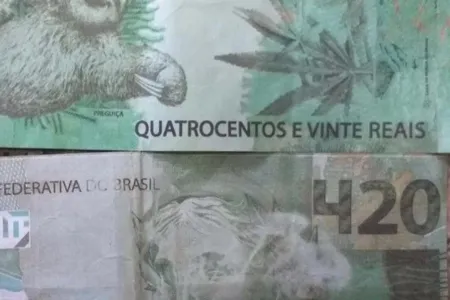 PREGUIÇA
QUATROCENTOS E VINTE REAIS
FEDERATIVA DO BRASIL
420